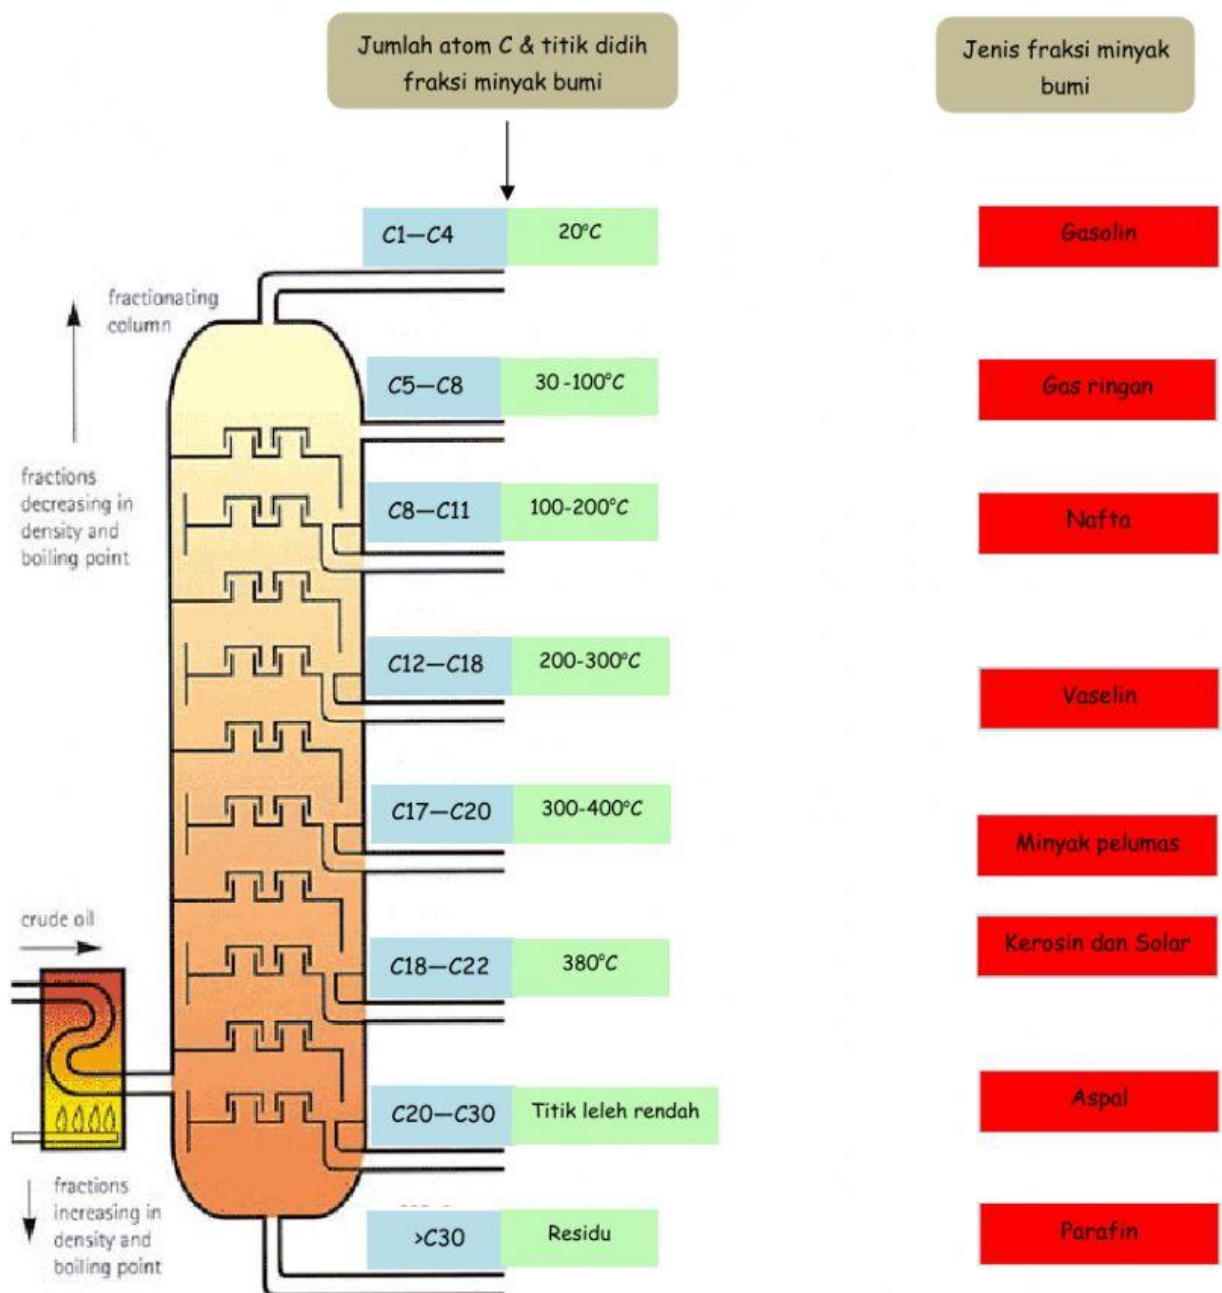 Jumlah atom C & titik didih
fraksi minyak bumi
Jenis fraksi minyak
bumi
C1—C4
20°C
Gasolin
fractionating
column
C5—C8
30 -100°C
Gas ringan
fractions
decreasing in
density and
boiling point
C8—C11
100-200°C
Nafta
C12—C18
200-300°C
Vaselin
C17—C20
300-400°C
Minyak pelumas
crude oil
C18—C22
380°C
Kerosin dan Solar
C20—C30
Titik leleh rendah
Aspal
fractions
increasing in
density and
boiling point
>C30
Residu
Parafin